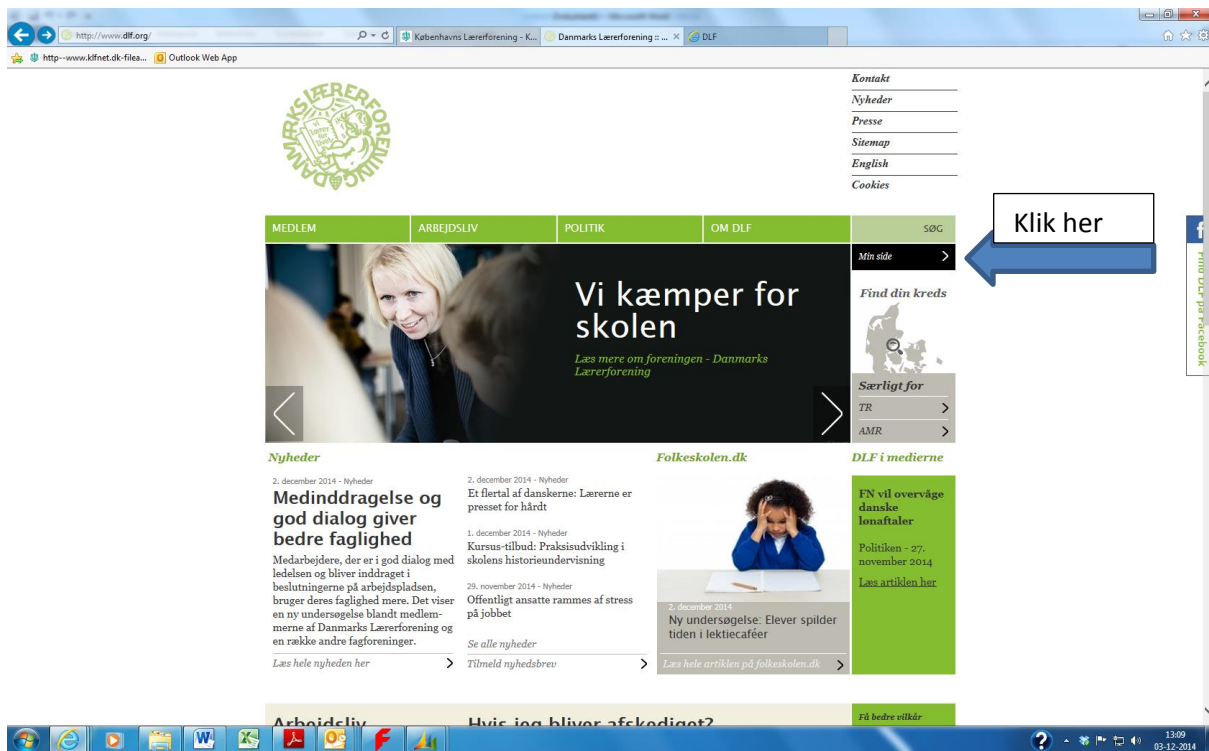 http://www.dlf.org/
Københavns Lærerforening - K...
Danmarks Lærerforening :: ...
DLF
http--www.klfnet.dk-filea...
Outlook Web App
DANMARKS LÆRERFORENING
Kontakt
Nyheder
Presse
Sitemap
English
Cookies
MEDLEM
ARBEJDSLIV
POLITIK
OM DLF
SØG
Klik her
Min side
Vi kæmper for
skolen
Læs mere om foreningen - Danmarks
Lærerforening
Find din kreds
Særligt for
TR
AMR
Find DLF på Facebook
Nyheder
2. december 2014 - Nyheder
Medinddragelse og
god dialog giver
bedre faglighed
Medarbejdere, der er i god dialog med
ledelsen og bliver inddraget i
beslutningerne på arbejdspladsen,
bruger deres faglighed mere. Det viser
en ny undersøgelse blandt medlem-
merne af Danmarks Lærerforening og
en række andre fagforeninger.
Læs hele nyheden her
2. december 2014 - Nyheder
Et flertal af danskerne: Lærerne er
presset for hårdt
1. december 2014 - Nyheder
Kursus-tilbud: Praksisudvikling i
skolens historieundervisning
29. november 2014 - Nyheder
Offentligt ansatte rammes af stress
på jobbet
Se alle nyheder
Tilmeld nyhedsbrev
Folkeskolen.dk
2. december 2014
Ny undersøgelse: Elever spilder
tiden i lektiecaféer
Læs hele artiklen på folkeskolen.dk
DLF i medierne
FN vil overvåge
danske
lønaftaler
Politiken - 27.
november 2014
Læs artiklen her
Arbejdsliv
Hvis jeg bliver afskediget?
Få bedre vilkår
13:09
03-12-2014